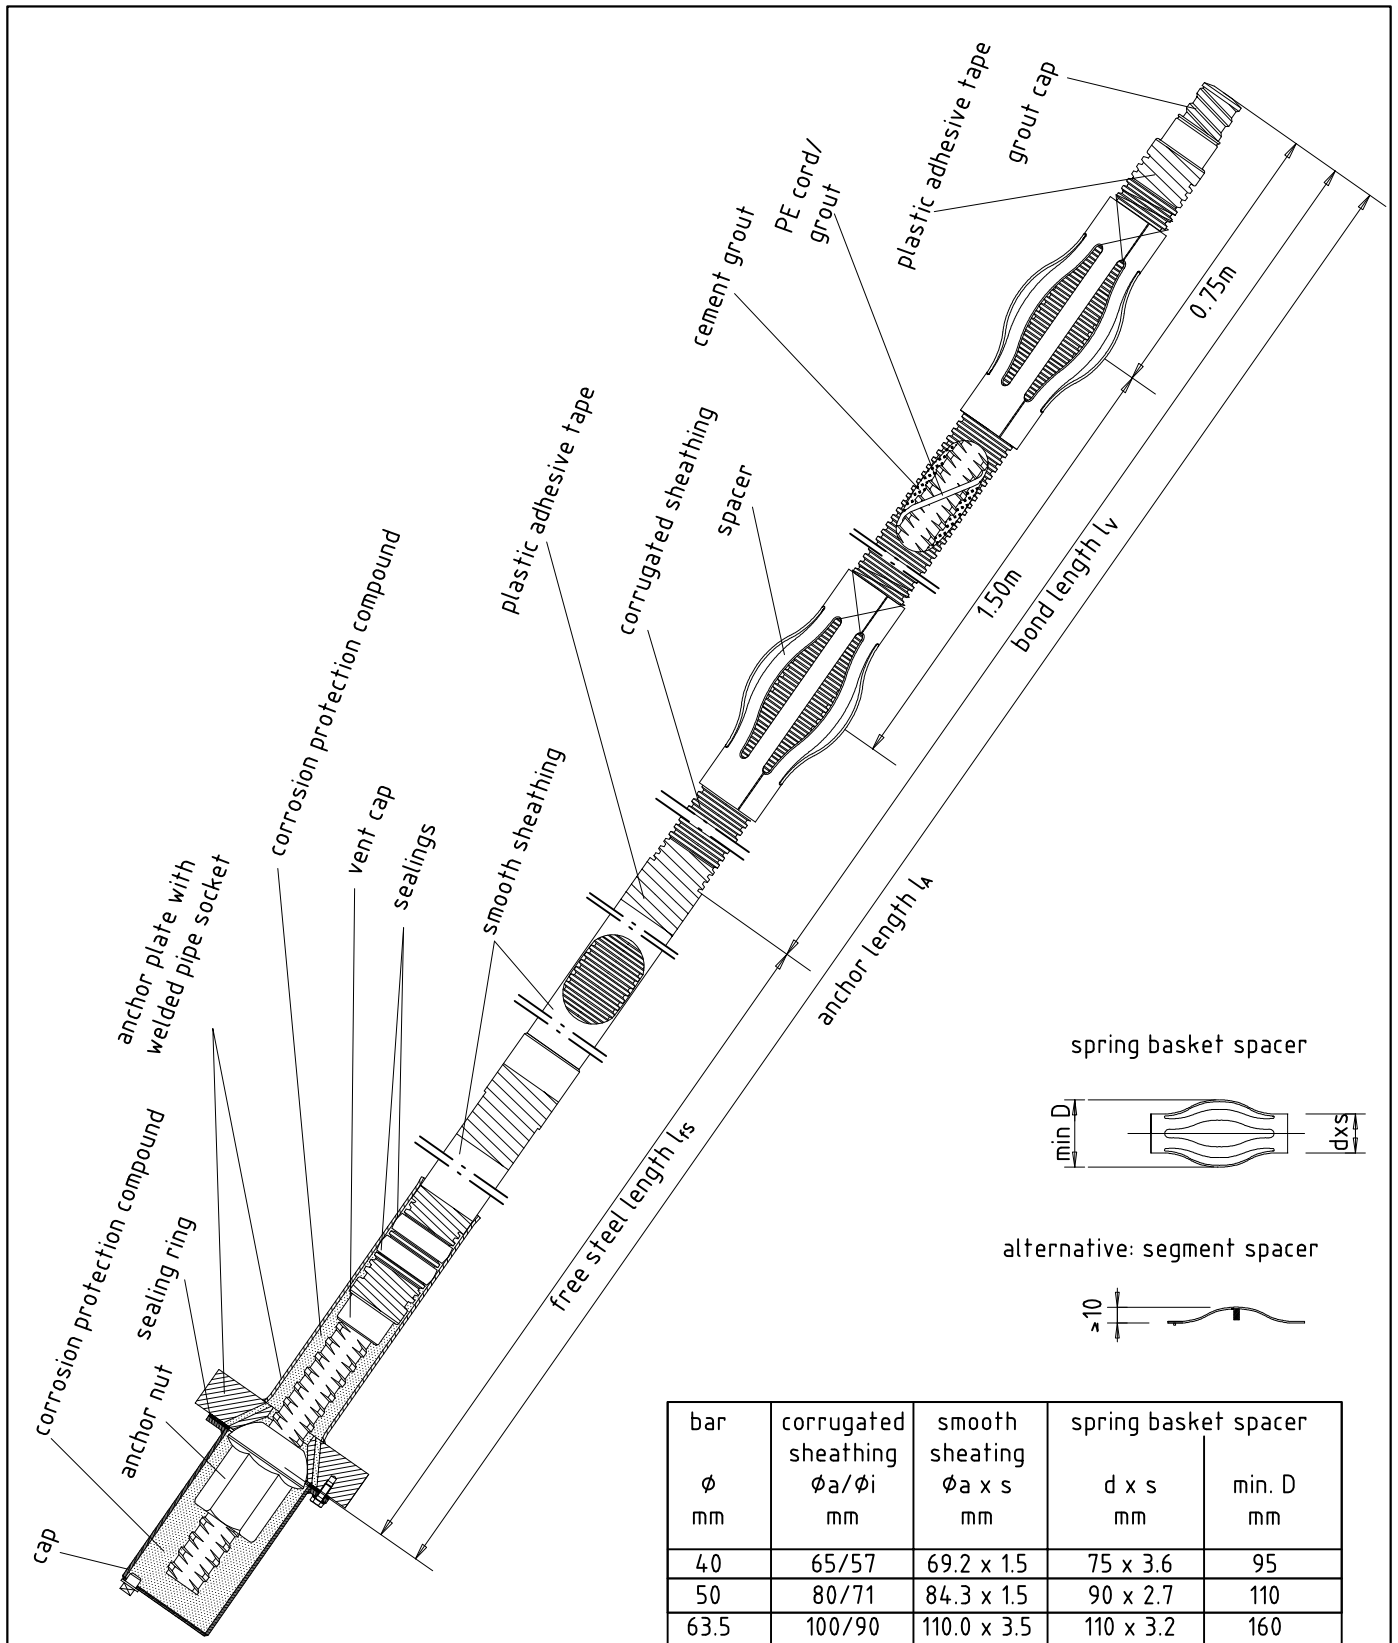 plastic adhesive tape
grout cap
PE cord/
grout
cement grout
plastic adhesive tape
corrugated sheathing
spacer
corrosion protection compound
vent cap
sealings
smooth sheathing
anchor plate with
welded pipe socket
corrosion protection compound
sealing ring
anchor nut
cap
0.75m
1.50m
bond length lv
anchor length lA
free steel length lfs
spring basket spacer
min D
dxs
alternative: segment spacer
≥10
bar corrugated smooth spring basket spacer
sheathing sheating
Φ Φa/Φi Φa x s d x s min. D
mm mm mm mm mm
40 65/57 69.2 x 1.5 75 x 3.6 95
50 80/71 84.3 x 1.5 90 x 2.7 110
63.5 100/90 110.0 x 3.5 110 x 3.2 160